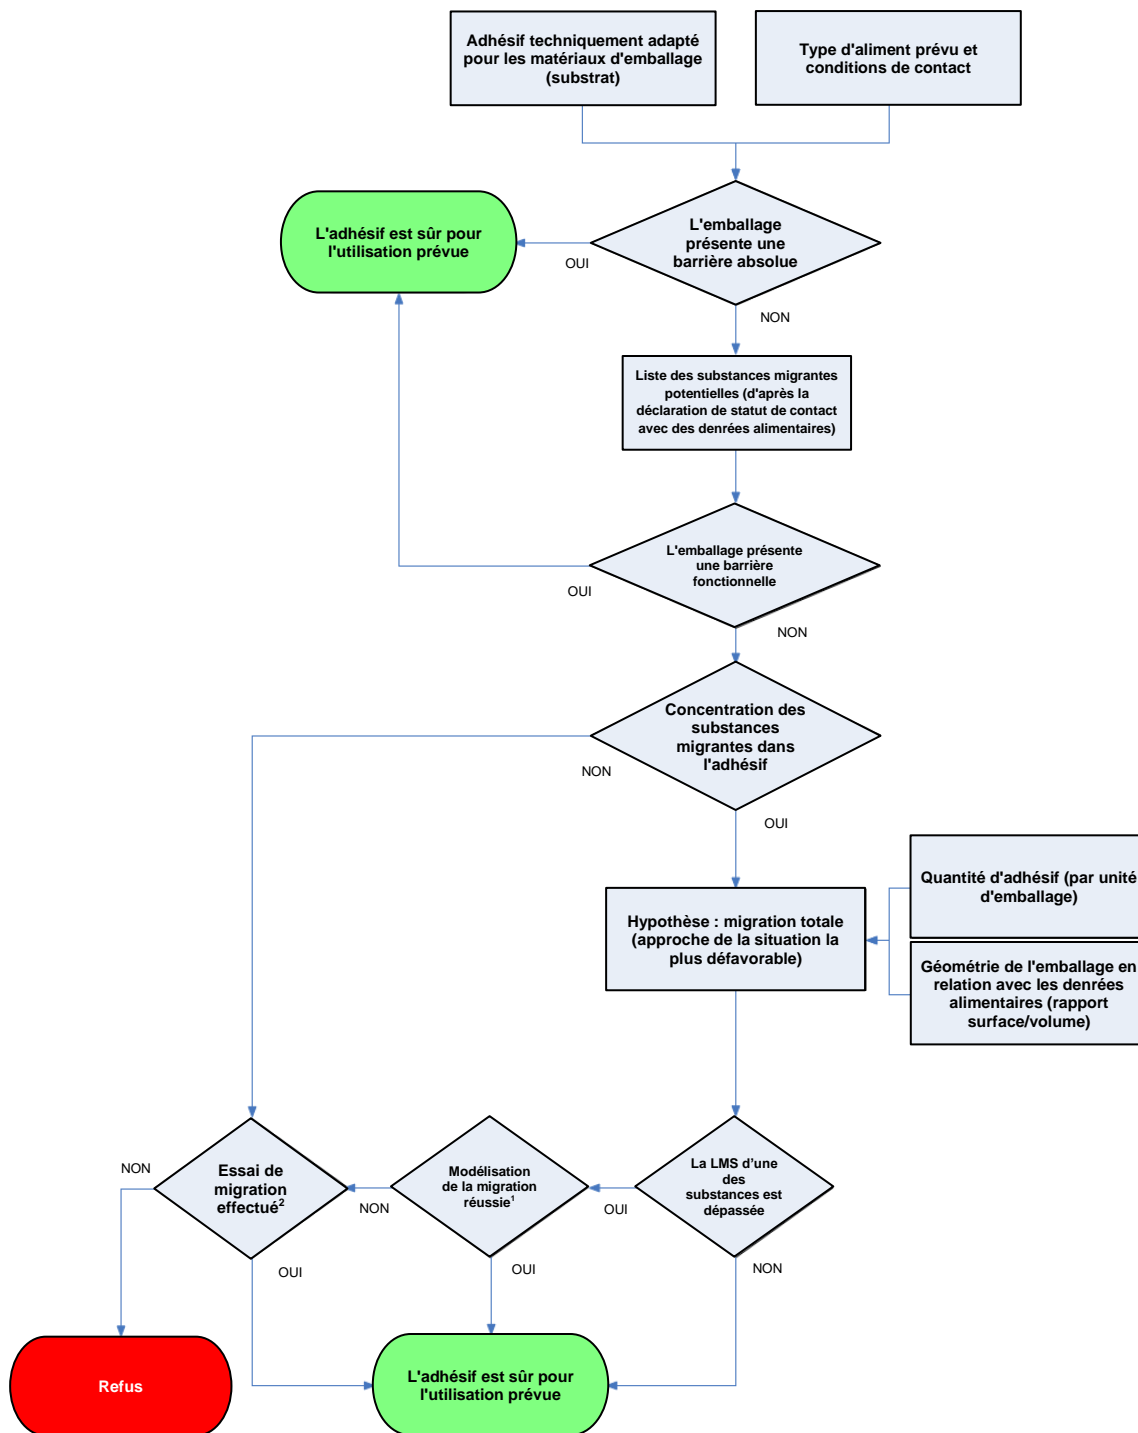 Adhésif techniquement adapté
pour les matériaux d'emballage
(substrat)
Type d'aliment prévu et
conditions de contact
L'emballage
présente une
barrière absolue
L'adhésif est sûr pour
l'utilisation prévue
OUI
NON
Liste des substances migrantes
potentielles (d'après la
déclaration de statut de contact
avec des denrées alimentaires)
L'emballage présente
une barrière
fonctionnelle
OUI
NON
Concentration des
substances
migrantes dans
l'adhésif
NON
OUI
Quantité d'adhésif (par unité
d'emballage)
Hypothèse : migration totale
(approche de la situation la
plus défavorable)
Géométrie de l'emballage en
relation avec les denrées
alimentaires (rapport
surface/volume)
NON
Essai de
migration
effectué²
NON
Modélisation
de la migration
réussie¹
OUI
La LMS d’une
des
substances est
dépassée
OUI
OUI
NON
Refus
L'adhésif est sûr pour
l'utilisation prévue